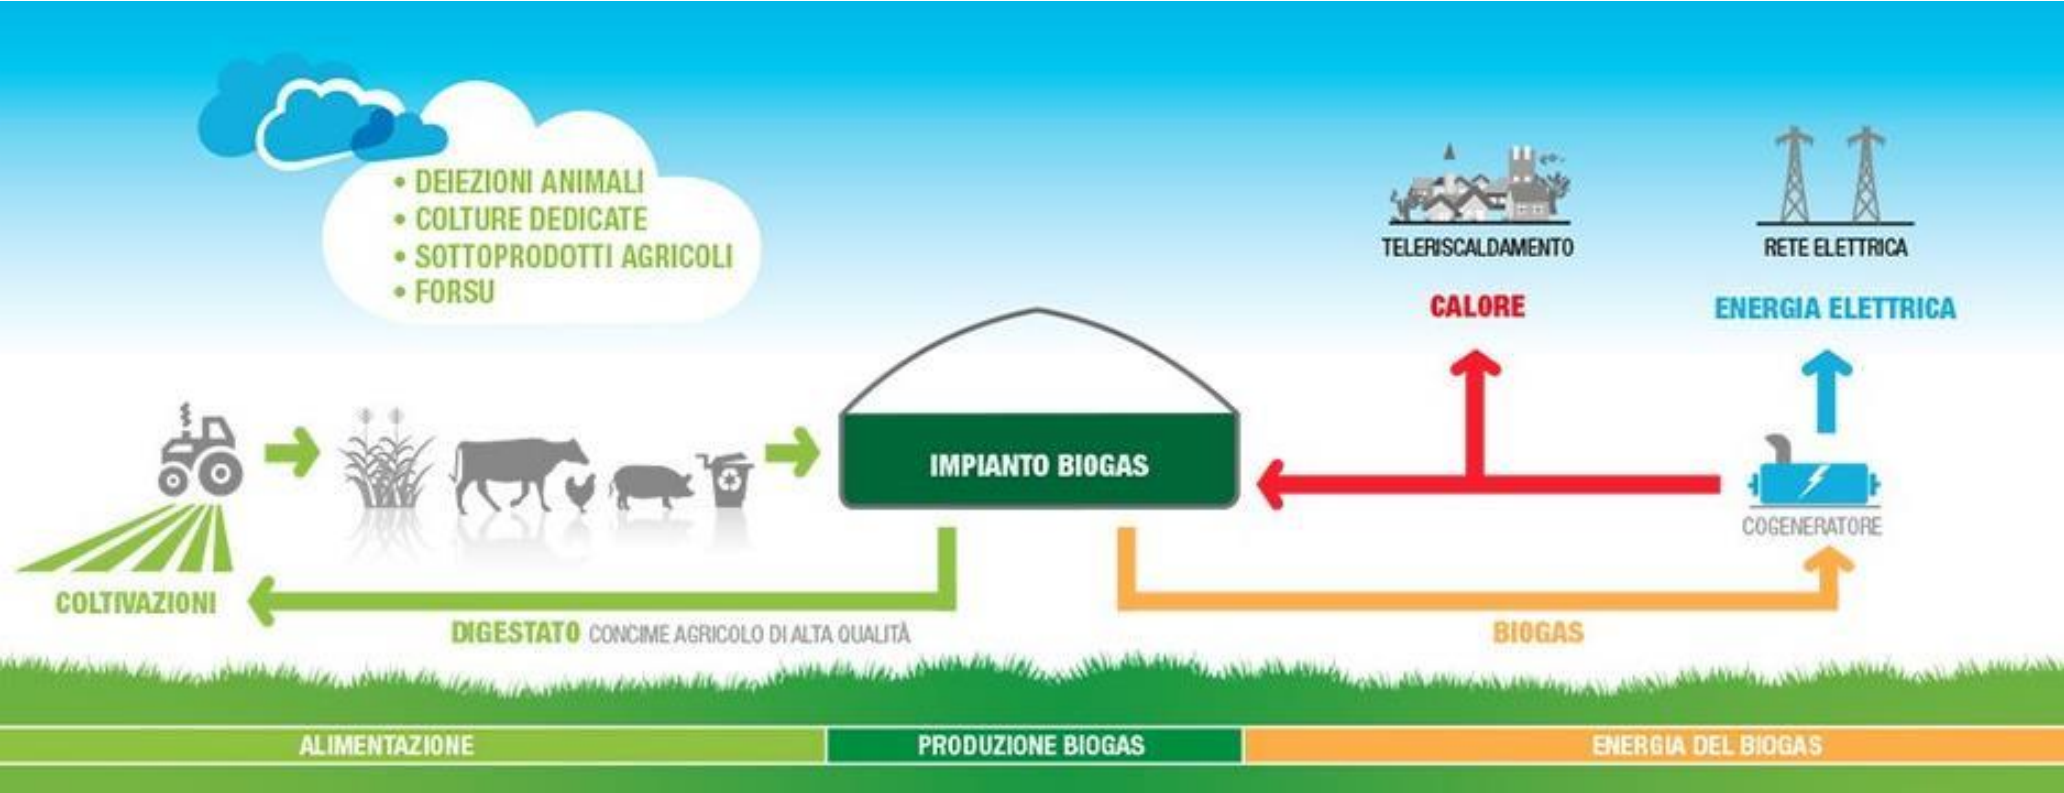 • DEIEZIONI ANIMALI
• COLTURE DEDICATE
• SOTTOPRODOTTI AGRICOLI
• FORSU
TELERISCALDAMENTO
RETE ELETTRICA
CALORE
ENERGIA ELETTRICA
IMPIANTO BIOGAS
COGENERATORE
COLTIVAZIONI
DIGESTATO CONCIME AGRICOLO DI ALTA QUALITÀ
BIOGAS
ALIMENTAZIONE
PRODUZIONE BIOGAS
ENERGIA DEL BIOGAS